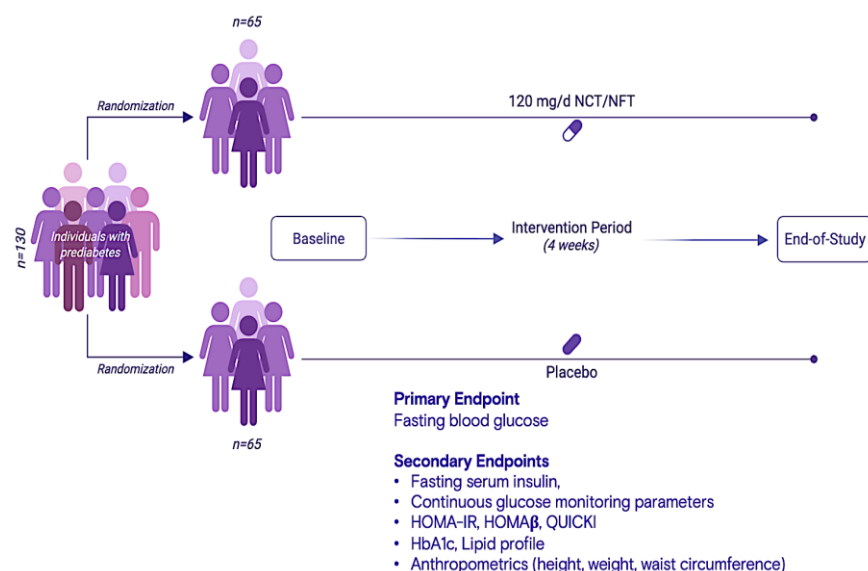 n=65
Randomization
120 mg/d NCT/NFT
n=130
Individuals with
prediabetes
Baseline
Intervention Period
(4 weeks)
End-of-Study
Randomization
Placebo
n=65
Primary Endpoint
Fasting blood glucose
Secondary Endpoints
• Fasting serum insulin,
• Continuous glucose monitoring parameters
• HOMA-IR, HOMAβ, QUICKI
• HbA1c, Lipid profile
• Anthropometrics (height, weight, waist circumference)